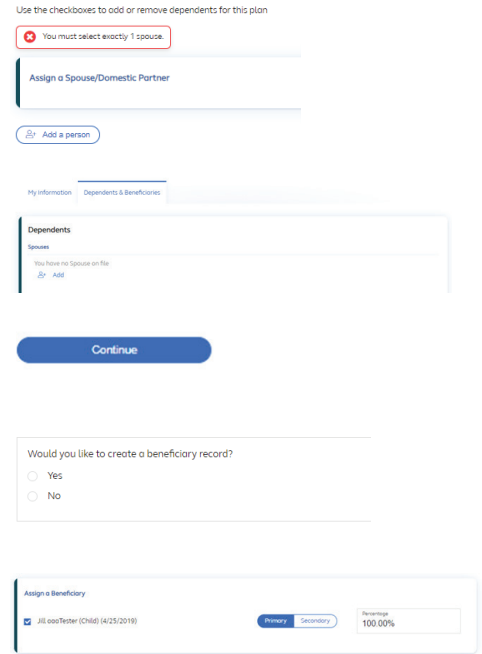 Use the checkboxes to add or remove dependents for this plan
You must select exactly 1 spouse.
Assign a Spouse/Domestic Partner
Add a person
My Information Dependents & Beneficiaries
Dependents
Spouses
You have no Spouse on file
Add
Continue
Would you like to create a beneficiary record?
Yes
No
Assign a Beneficiary
Jill aaaTester (Child) (4/25/2019) Primary Secondary Percentage
100.00%